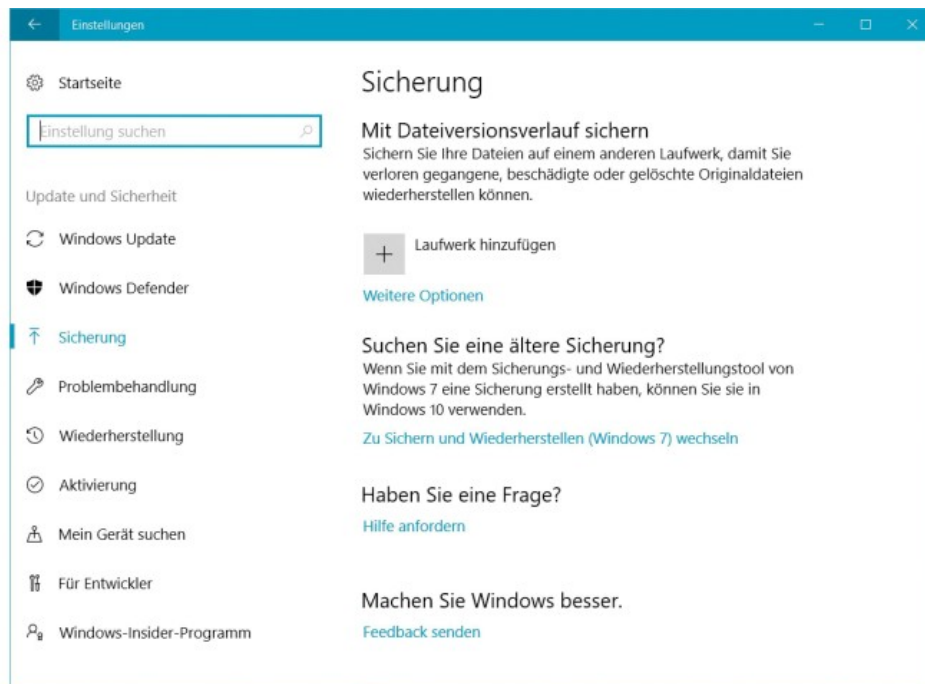 Einstellungen
Startseite
Einstellung suchen
Update und Sicherheit
Windows Update
Windows Defender
Sicherung
Problembehandlung
Wiederherstellung
Aktivierung
Mein Gerät suchen
Für Entwickler
Windows-Insider-Programm
Sicherung
Mit Dateiversionsverlauf sichern
Sichern Sie Ihre Dateien auf einem anderen Laufwerk, damit Sie
verloren gegangene, beschädigte oder gelöschte Originaldateien
wiederherstellen können.
Laufwerk hinzufügen
Weitere Optionen
Suchen Sie eine ältere Sicherung?
Wenn Sie mit dem Sicherungs- und Wiederherstellungstool von
Windows 7 eine Sicherung erstellt haben, können Sie sie in
Windows 10 verwenden.
Zu Sichern und Wiederherstellen (Windows 7) wechseln
Haben Sie eine Frage?
Hilfe anfordern
Machen Sie Windows besser.
Feedback senden